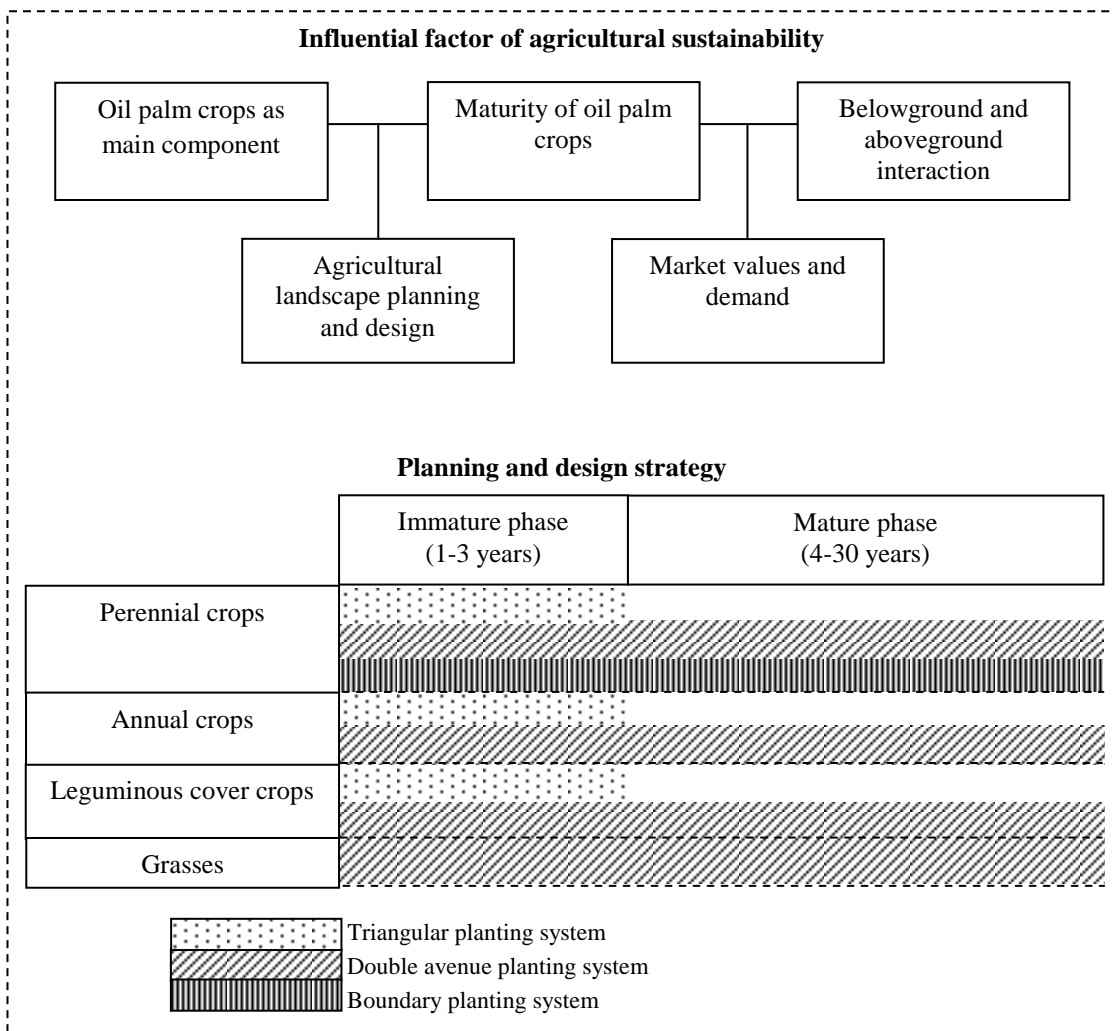 Influential factor of agricultural sustainability
Oil palm crops as
main component
Maturity of oil palm
crops
Belowground and
aboveground
interaction
Agricultural
landscape planning
and design
Market values and
demand
Planning and design strategy
Immature phase
(1-3 years)
Mature phase
(4-30 years)
Perennial crops
Annual crops
Leguminous cover crops
Grasses
Triangular planting system
Double avenue planting system
Boundary planting system